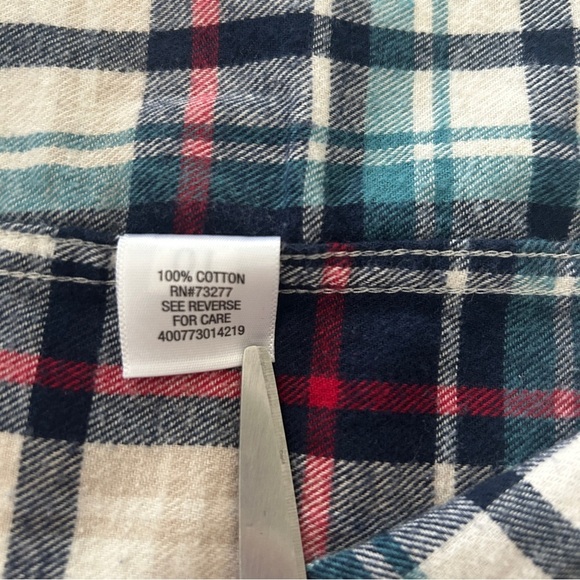 100% COTTON
RN#73277
SEE REVERSE
FOR CARE
400773014219